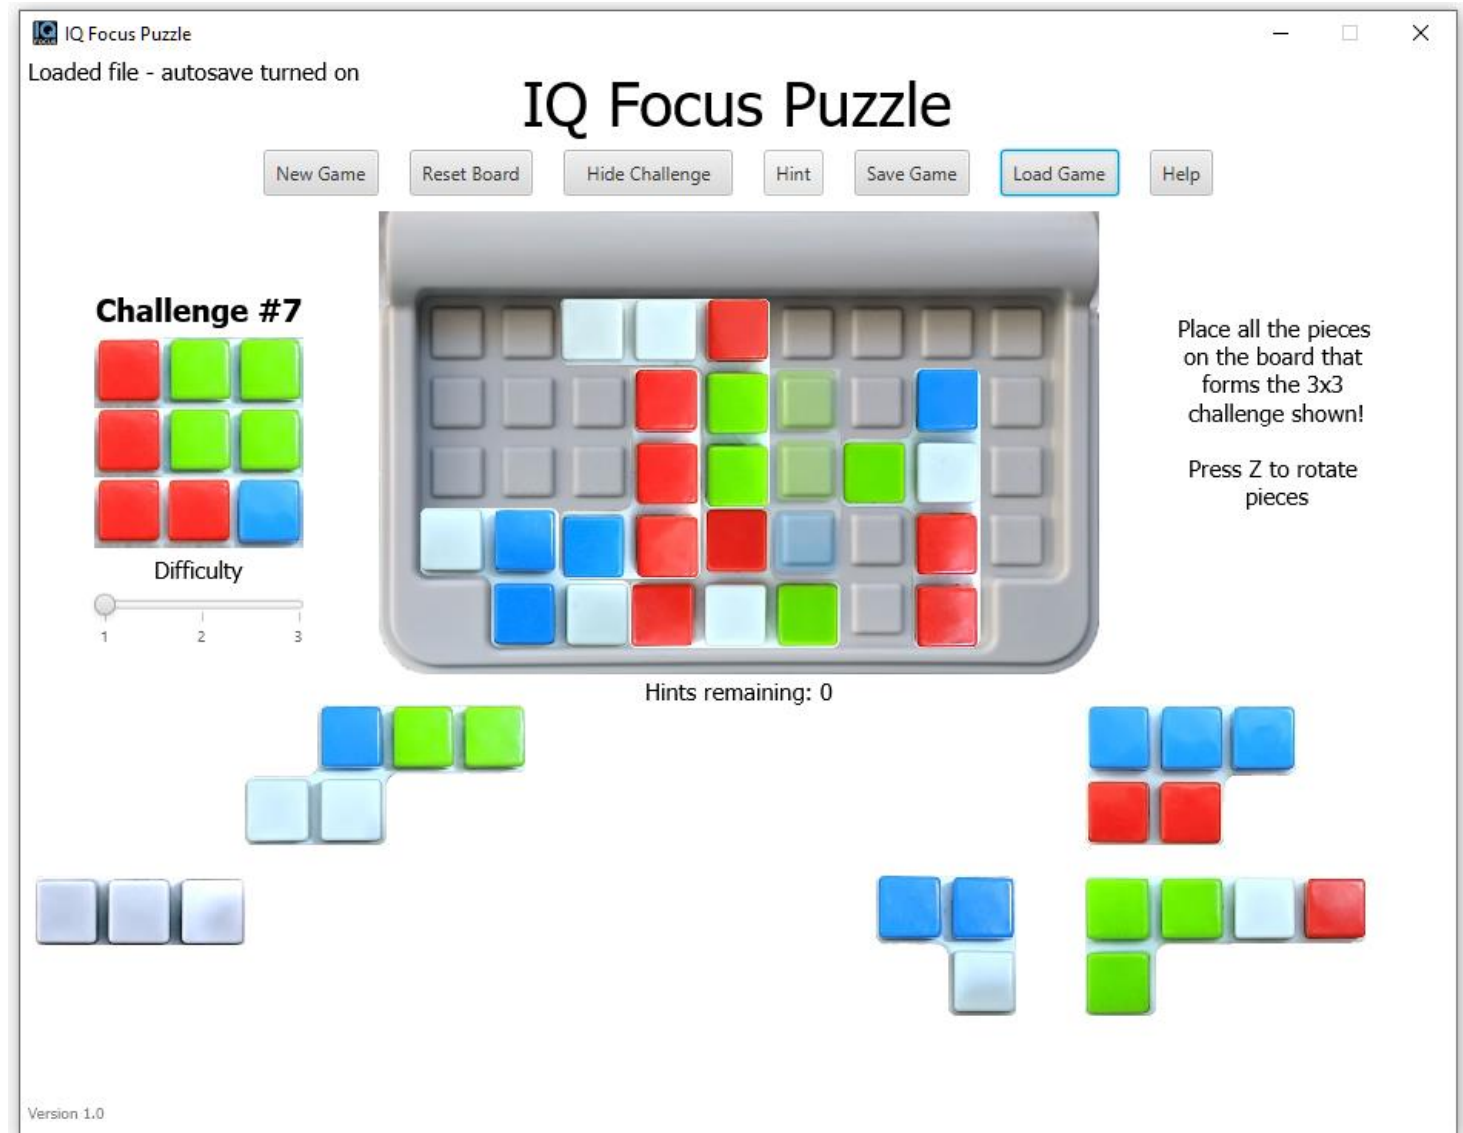 IQ Focus Puzzle
Loaded file - autosave turned on
IQ Focus Puzzle
New Game
Reset Board
Hide Challenge
Hint
Save Game
Load Game
Help
Challenge #7
Difficulty
1 2 3
Place all the pieces
on the board that
forms the 3x3
challenge shown!
Press Z to rotate
pieces
Hints remaining: 0
Version 1.0